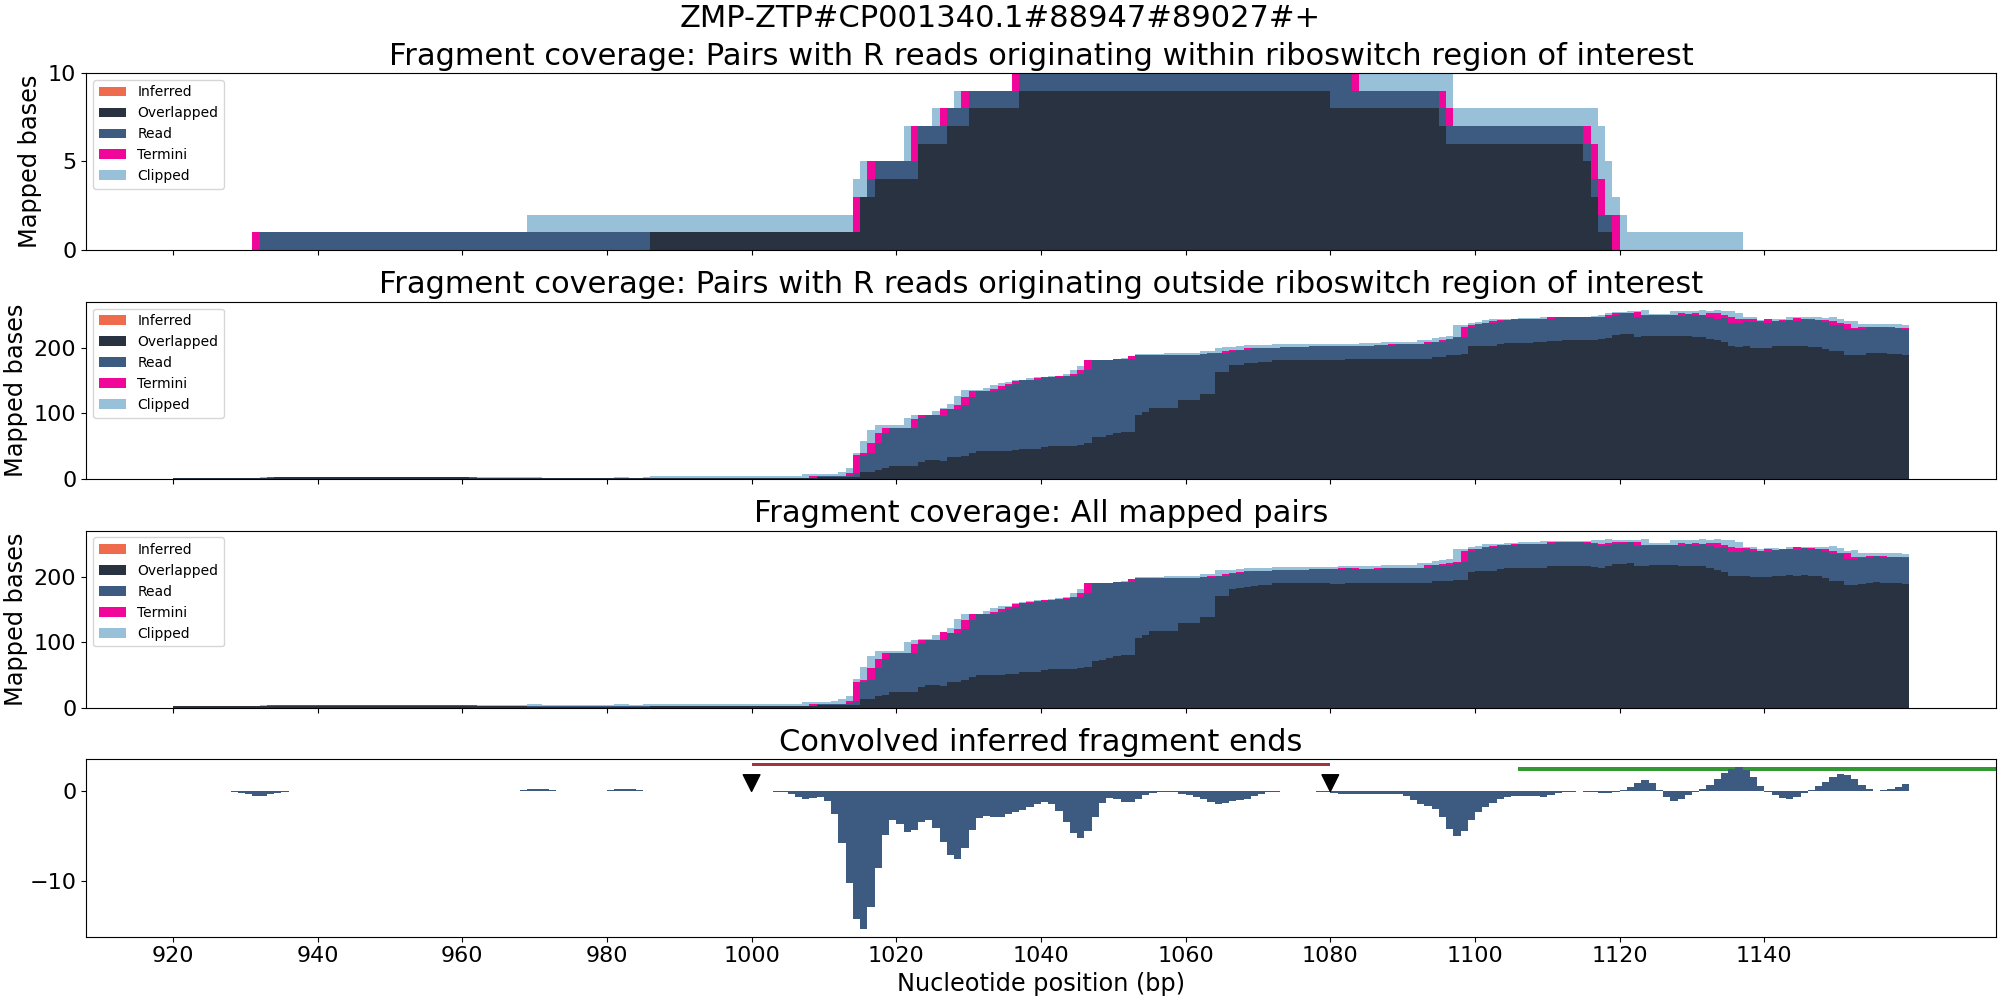 ZMP-ZTP#CP001340.1#88947#89027#+
Fragment coverage: Pairs with R reads originating within riboswitch region of interest
Mapped bases
10
5
0
Inferred
Overlapped
Read
Termini
Clipped
Fragment coverage: Pairs with R reads originating outside riboswitch region of interest
Mapped bases
200
100
0
Inferred
Overlapped
Read
Termini
Clipped
Fragment coverage: All mapped pairs
Mapped bases
200
100
0
Inferred
Overlapped
Read
Termini
Clipped
Convolved inferred fragment ends
0
−10
920 940 960 980 1000 1020 1040 1060 1080 1100 1120 1140
Nucleotide position (bp)